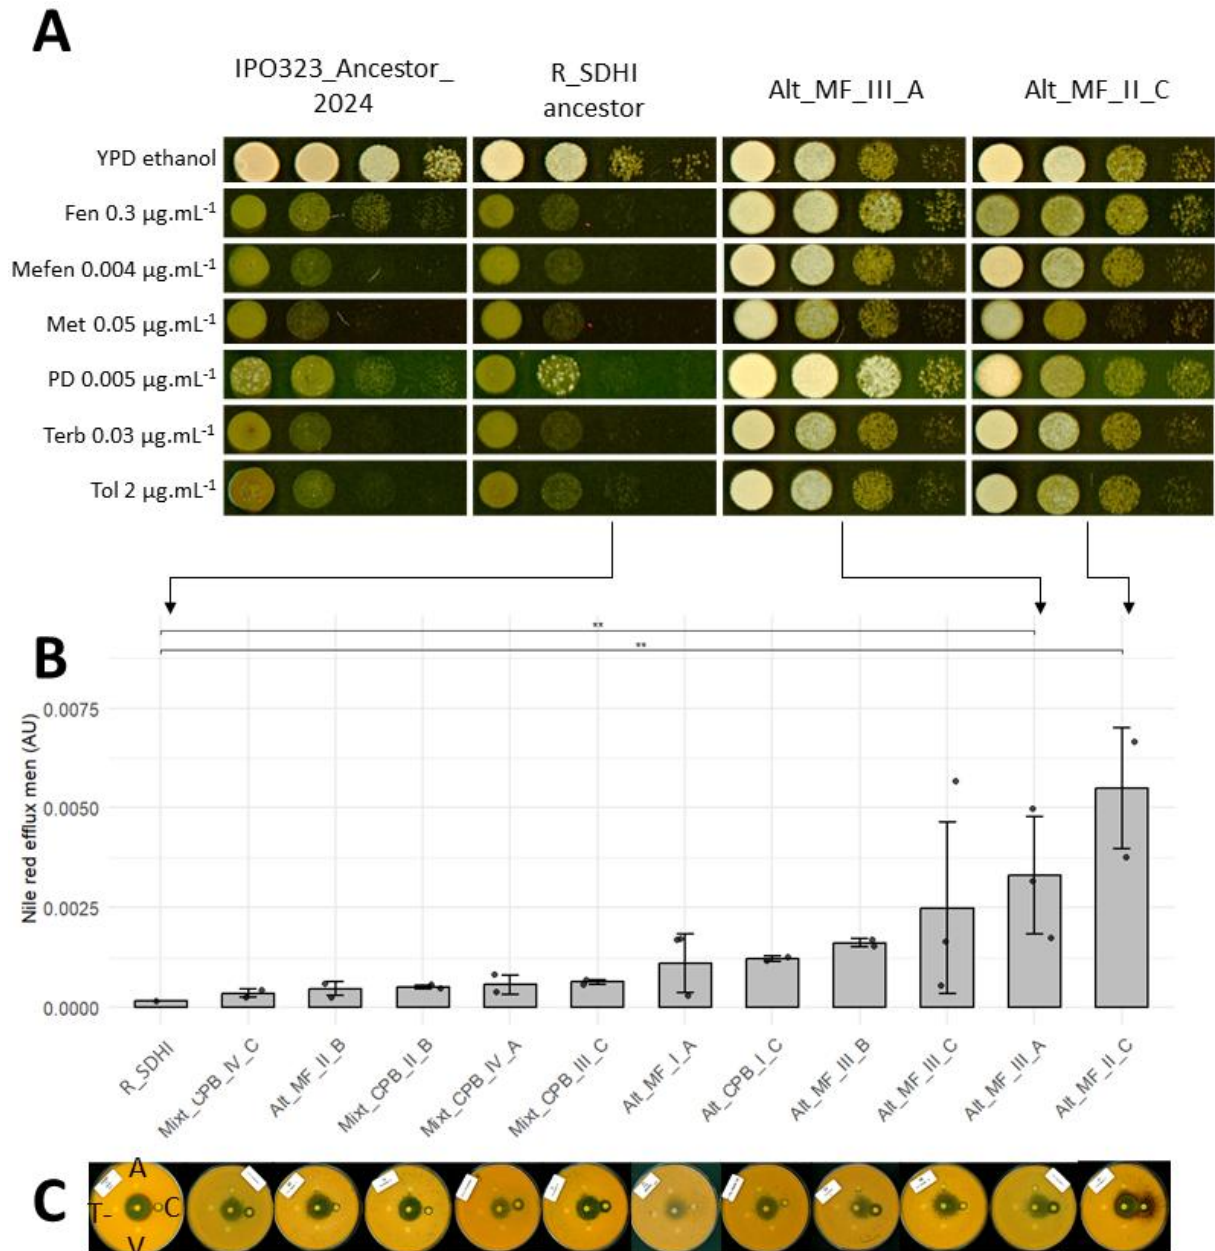 A
IPO323_Ancestor_
2024
R_SDHI
ancestor
Alt_MF_III_A
Alt_MF_II_C
YPD ethanol
Fen 0.3 µg.mL⁻¹
Mefen 0.004 µg.mL⁻¹
Met 0.05 µg.mL⁻¹
PD 0.005 µg.mL⁻¹
Terb 0.03 µg.mL⁻¹
Tol 2 µg.mL⁻¹
B
**
**
Nile red efflux men (AU)
0.0075
0.0050
0.0025
0.0000
R_SDHI
Mixt_CPB_IV_C
Alt_MF_II_B
Mixt_CPB_II_B
Mixt_CPB_IV_A
Mixt_CPB_III_C
Alt_MF_I_A
Alt_CPB_I_C
Alt_MF_III_B
Alt_MF_III_C
Alt_MF_III_A
Alt_MF_II_C
C
A
T- C
V